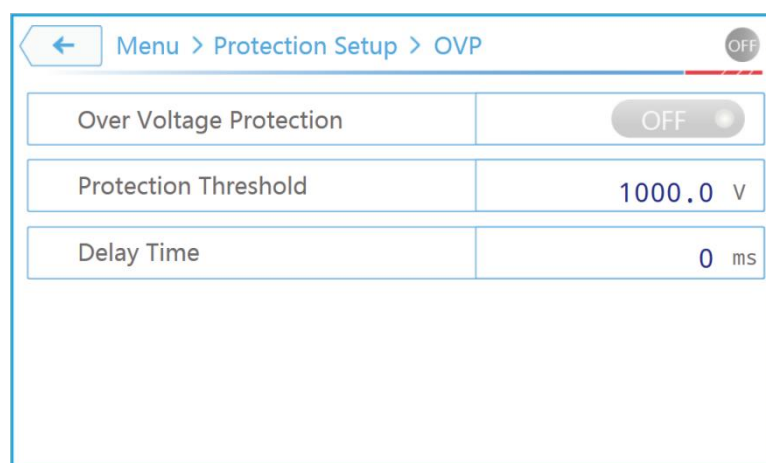 Menu > Protection Setup > OVP OFF
Over Voltage Protection OFF
Protection Threshold 1000.0 V
Delay Time 0 ms